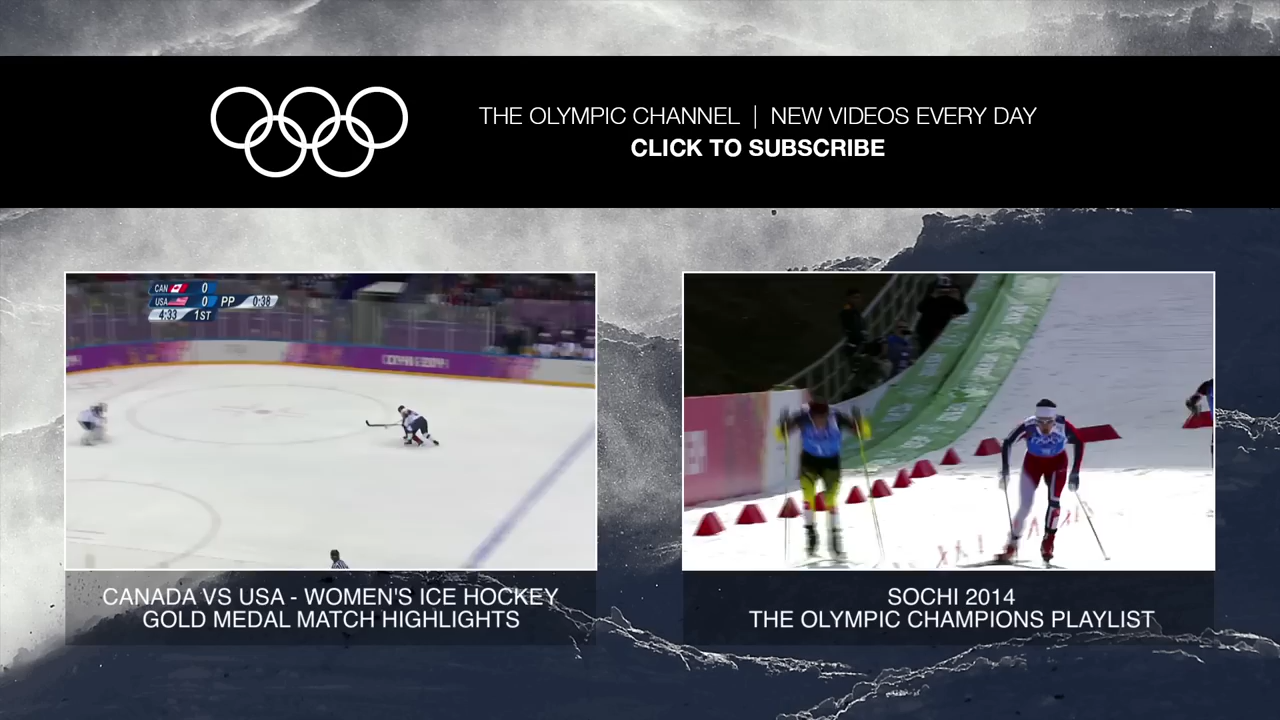 THE OLYMPIC CHANNEL | NEW VIDEOS EVERY DAY
CLICK TO SUBSCRIBE
CAN 0
USA 0 PP 0:38
4:33 1ST
CANADA VS USA - WOMEN'S ICE HOCKEY
GOLD MEDAL MATCH HIGHLIGHTS
SOCHI 2014
THE OLYMPIC CHAMPIONS PLAYLIST